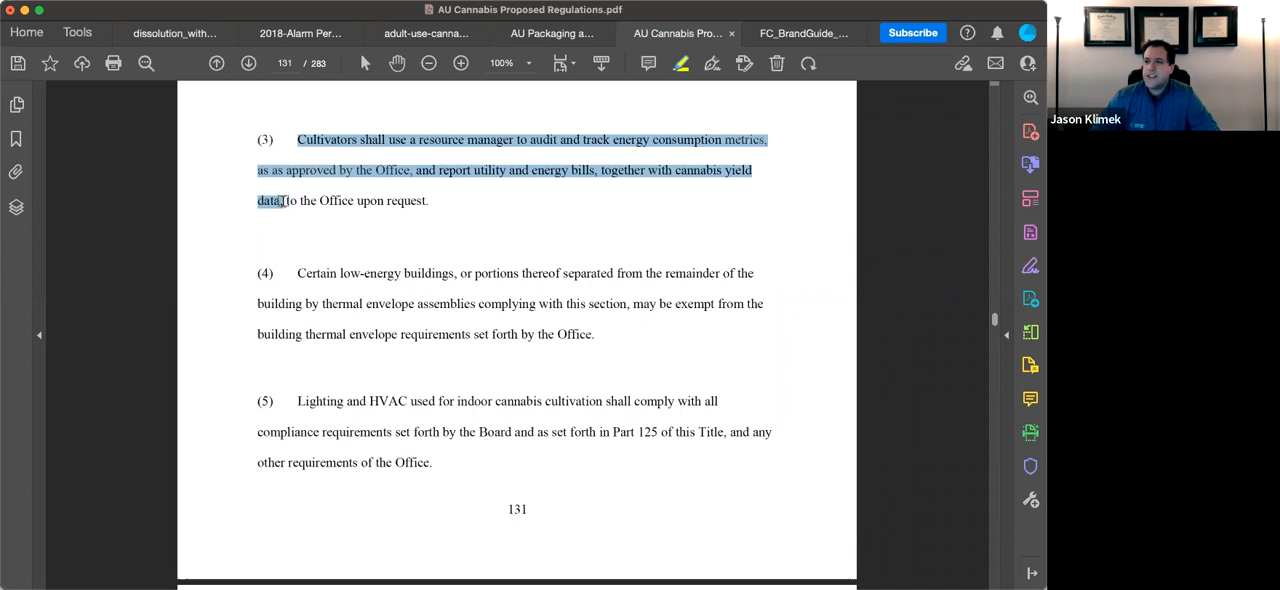 AU Cannabis Proposed Regulations.pdf
Home Tools dissolution_with... 2018-Alarm Per... adult-use-canna... AU Packaging a... AU Cannabis Pro... × FC_BrandGuide_... Subscribe
131 / 283 100%
Jason Klimek
(3) Cultivators shall use a resource manager to audit and track energy consumption metrics,
as as approved by the Office, and report utility and energy bills, together with cannabis yield
data, to the Office upon request.
(4) Certain low-energy buildings, or portions thereof separated from the remainder of the
building by thermal envelope assemblies complying with this section, may be exempt from the
building thermal envelope requirements set forth by the Office.
(5) Lighting and HVAC used for indoor cannabis cultivation shall comply with all
compliance requirements set forth by the Board and as set forth in Part 125 of this Title, and any
other requirements of the Office.
131